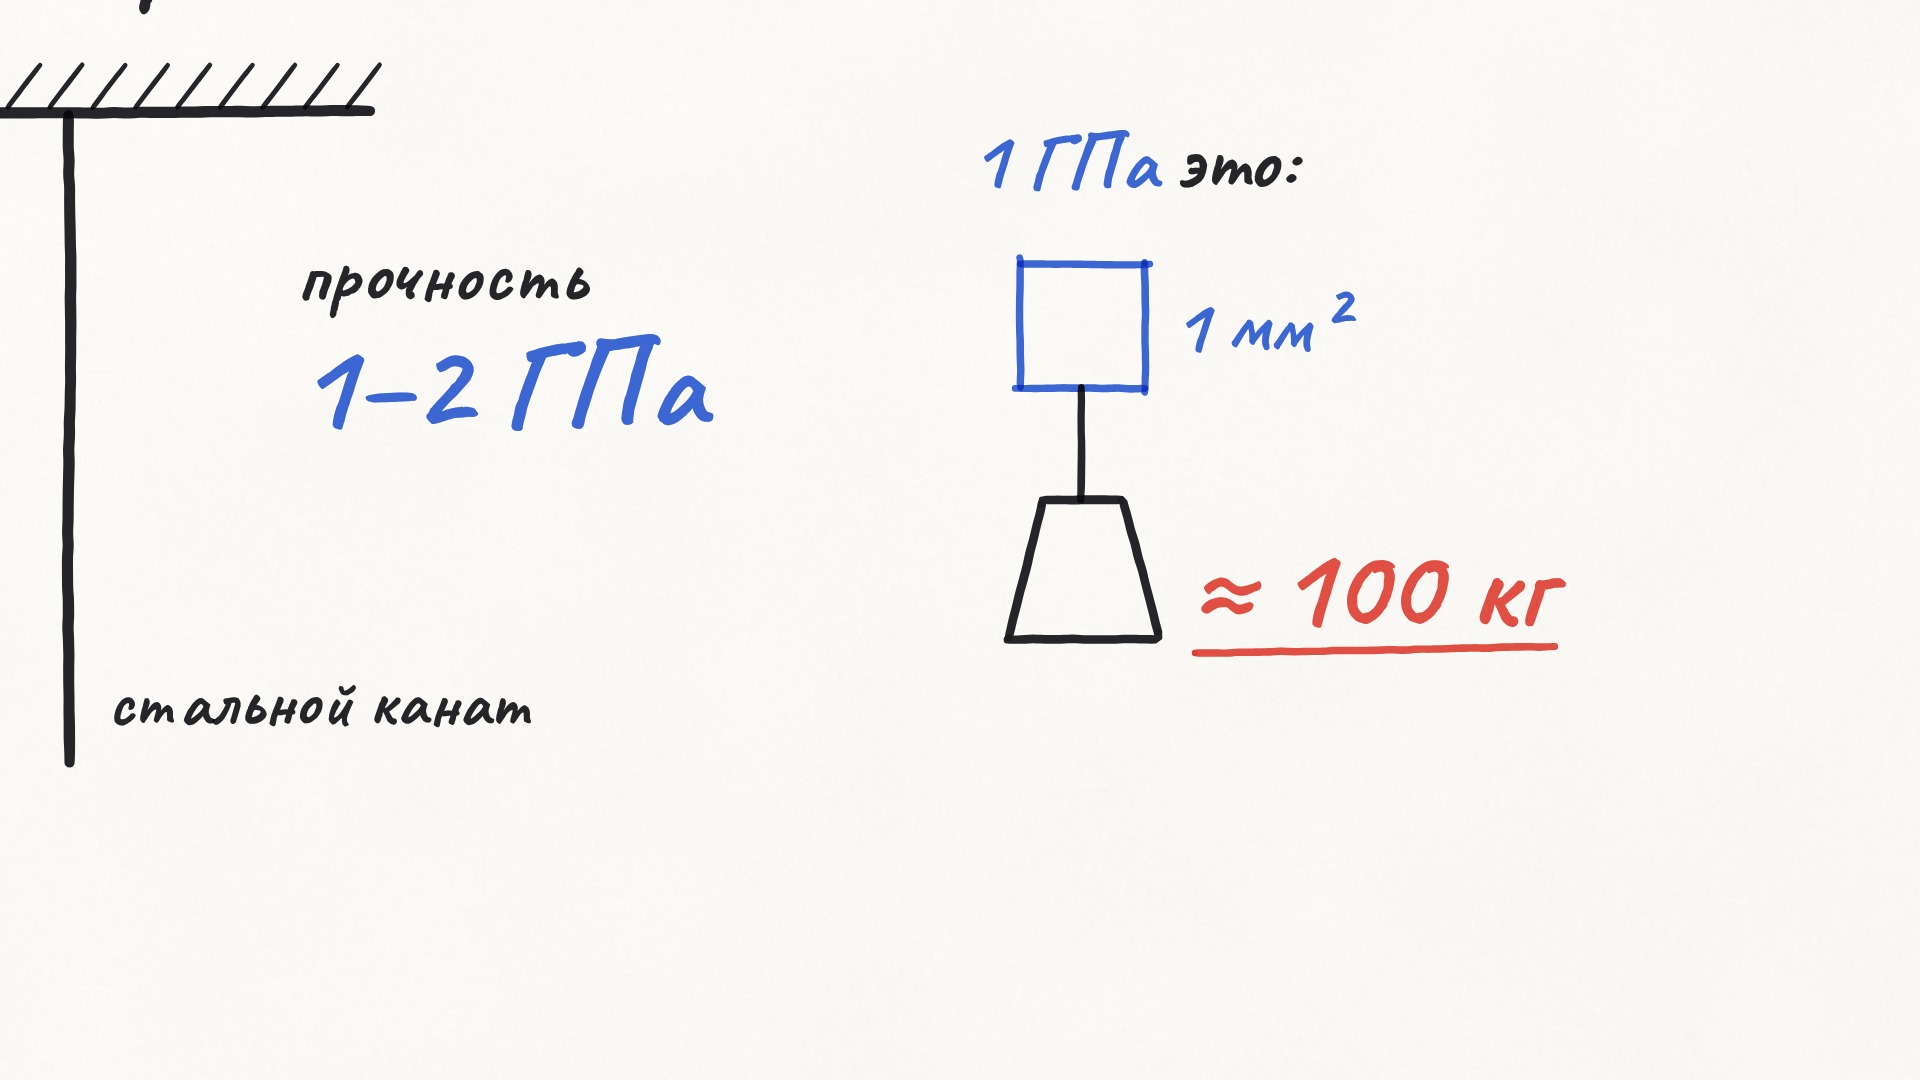 прочность
1–2 ГПа
стальной канат
1 ГПа это:
1 мм²
≈ 100 кг